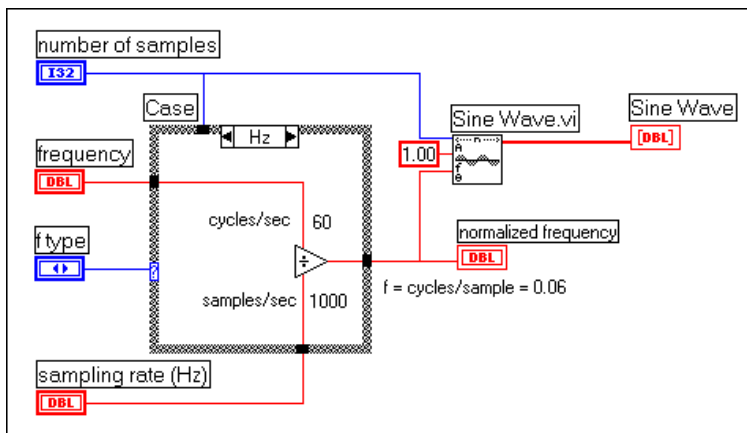 number of samples
I32
Case
Hz
Sine Wave.vi
Sine Wave
n
A
f
θ
1.00
[DBL]
frequency
DBL
cycles/sec 60
f type
?
÷
normalized frequency
DBL
samples/sec 1000
f = cycles/sample = 0.06
sampling rate (Hz)
DBL